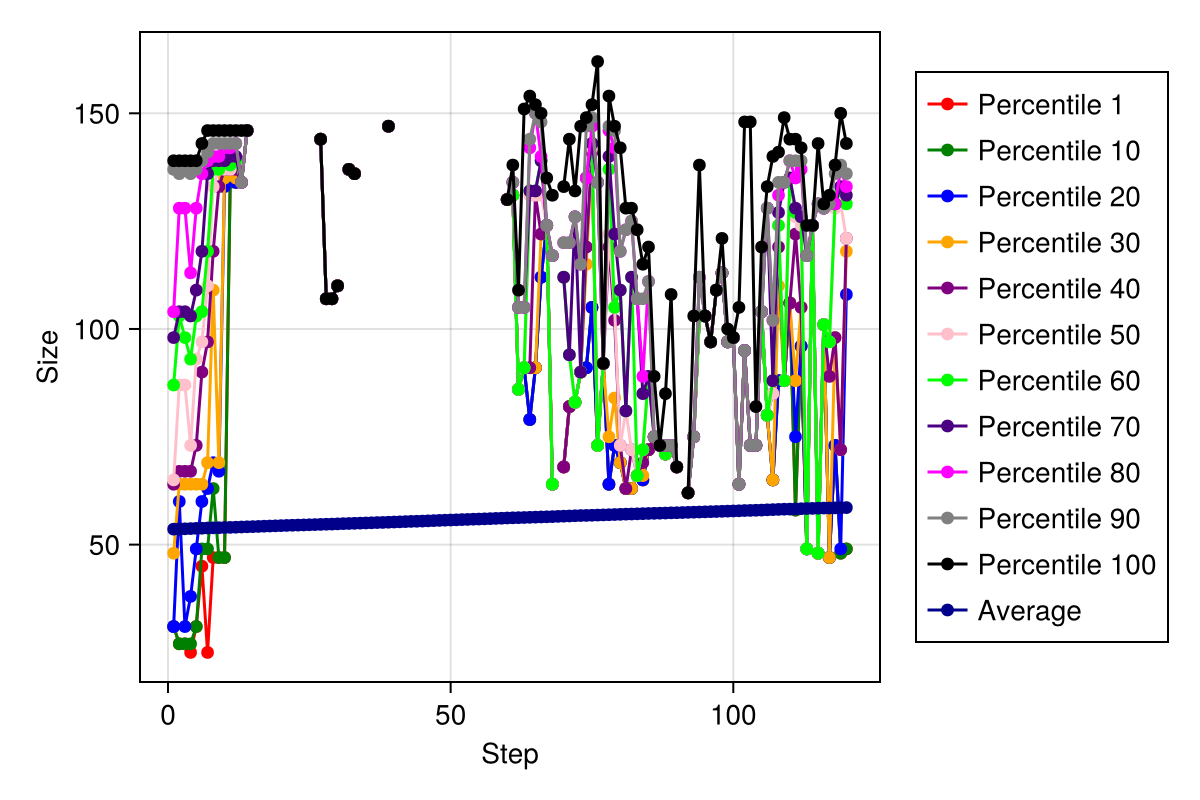 150
100
50
Size
0
50
100
Step
Percentile 1
Percentile 10
Percentile 20
Percentile 30
Percentile 40
Percentile 50
Percentile 60
Percentile 70
Percentile 80
Percentile 90
Percentile 100
Average